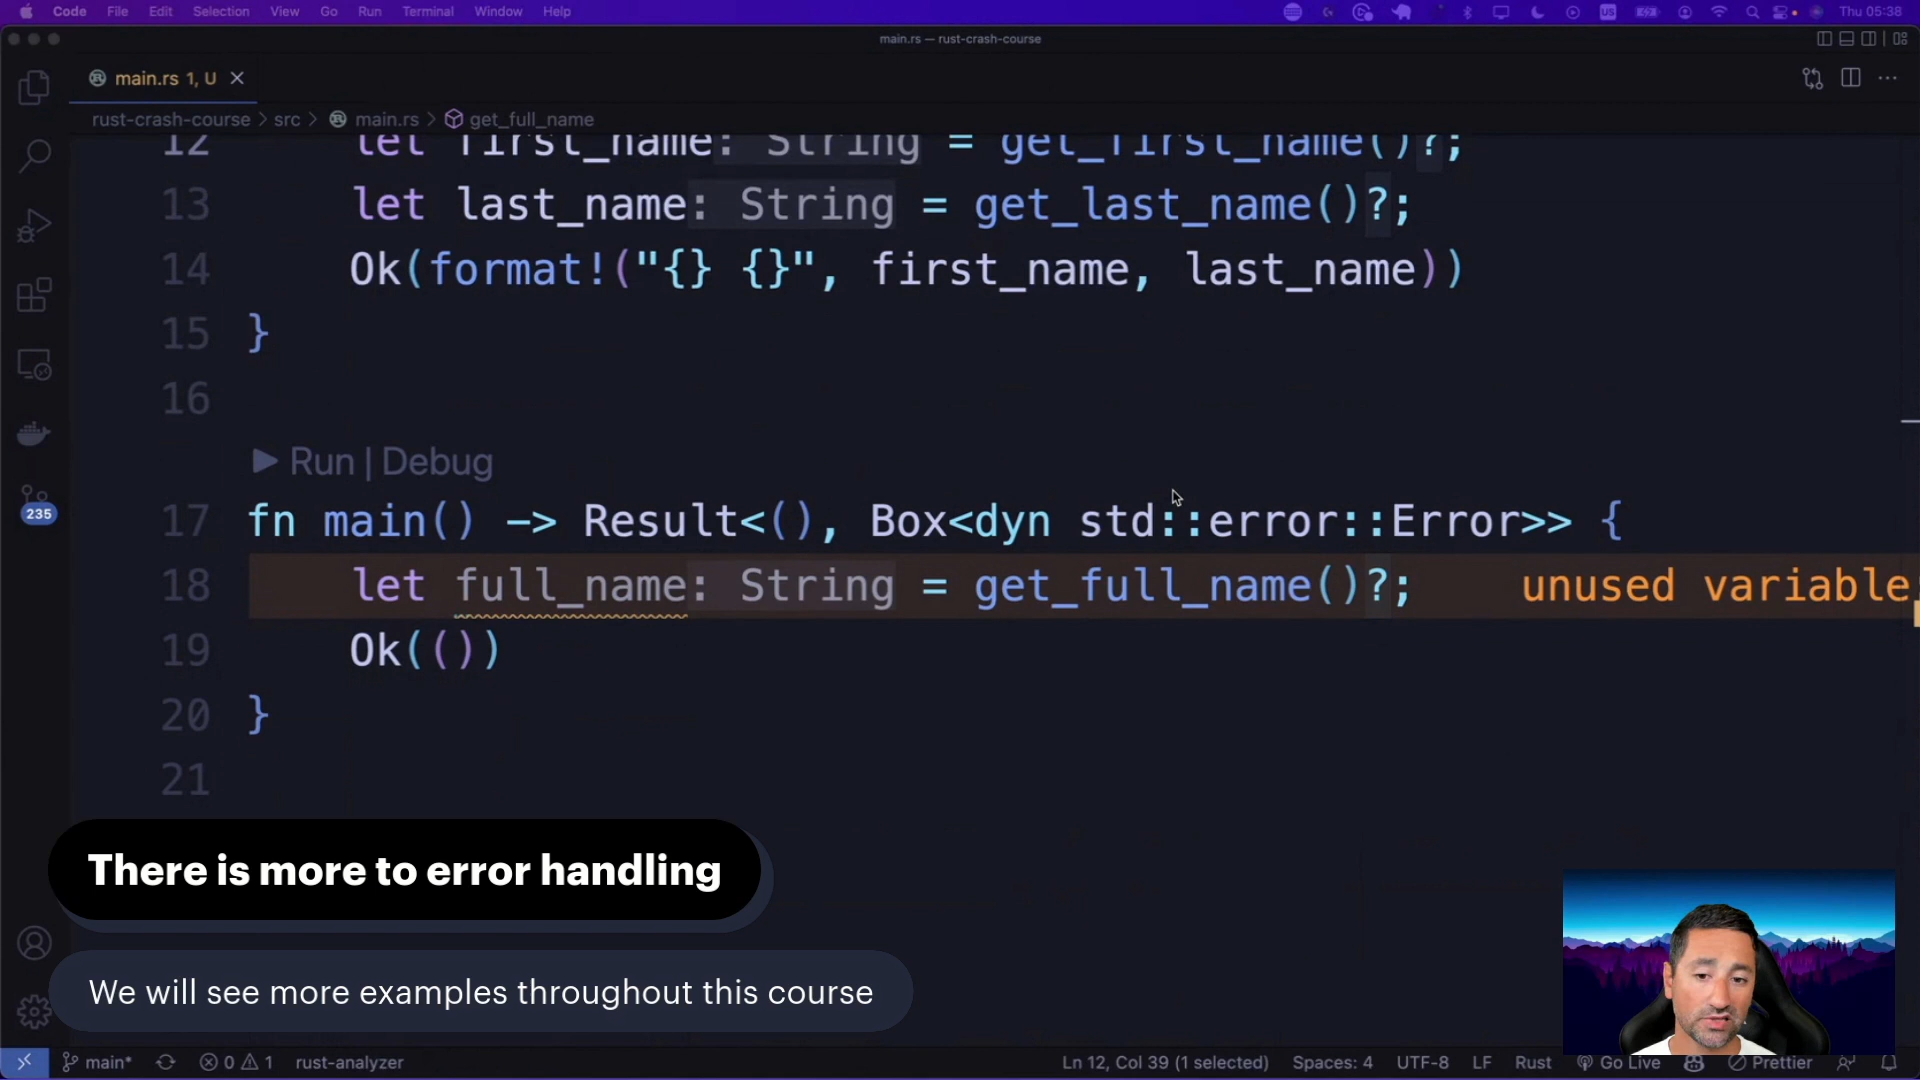 Code File Edit Selection View Go Run Terminal Window Help Thu 05:38
main.rs — rust-crash-course
main.rs 1, U
rust-crash-course > src > main.rs > get_full_name
12 let first_name: String = get_first_name()?;
13 let last_name: String = get_last_name()?;
14 Ok(format!("{} {}", first_name, last_name))
15 }
16
Run | Debug
17 fn main() -> Result<(), Box<dyn std::error::Error>> {
18 let full_name: String = get_full_name()?; unused variable
19 Ok(())
20 }
21
235
There is more to error handling
We will see more examples throughout this course
main* 0 1 rust-analyzer Ln 12, Col 39 (1 selected) Spaces: 4 UTF-8 LF Rust Go Live Prettier